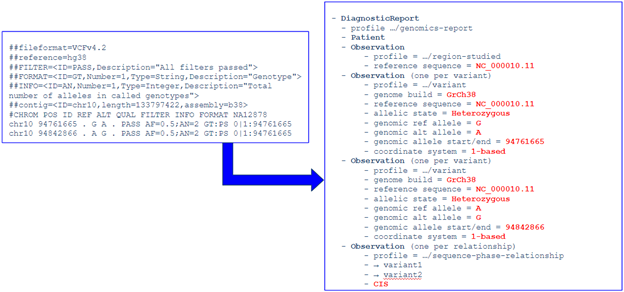 ##fileformat=VCFv4.2
##reference=hg38
##FILTER=<ID=PASS,Description="All filters passed">
##FORMAT=<ID=GT,Number=1,Type=String,Description="Genotype">
##INFO=<ID=AN,Number=1,Type=Integer,Description="Total
number of alleles in called genotypes">
##contig=<ID=chr10,length=133797422,assembly=b38>
#CHROM POS ID REF ALT QUAL FILTER INFO FORMAT NA12878
chr10 94761665 . G A . PASS AF=0.5;AN=2 GT:PS 0|1:94761665
chr10 94842866 . A G . PASS AF=0.5;AN=2 GT:PS 0|1:94761665
- DiagnosticReport
- profile …/genomics-report
- Patient
- Observation
- profile = …/region-studied
- reference sequence = NC_000010.11
- Observation (one per variant)
- profile = …/variant
- genome build = GrCh38
- reference sequence = NC_000010.11
- allelic state = Heterozygous
- genomic ref allele = G
- genomic alt allele = A
- genomic allele start/end = 94761665
- coordinate system = 1-based
- Observation (one per variant)
- profile = …/variant
- genome build = GrCh38
- reference sequence = NC_000010.11
- allelic state = Heterozygous
- genomic ref allele = A
- genomic alt allele = G
- genomic allele start/end = 94842866
- coordinate system = 1-based
- Observation (one per relationship)
- profile = …/sequence-phase-relationship
- → variant1
- → variant2
- CIS